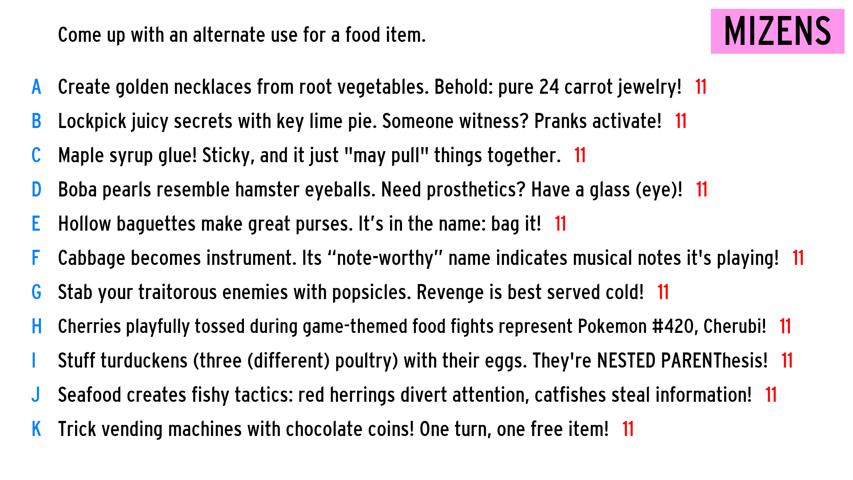 Come up with an alternate use for a food item.
MIZENS
A Create golden necklaces from root vegetables. Behold: pure 24 carrot jewelry! 11
B Lockpick juicy secrets with key lime pie. Someone witness? Pranks activate! 11
C Maple syrup glue! Sticky, and it just "may pull" things together. 11
D Boba pearls resemble hamster eyeballs. Need prosthetics? Have a glass (eye)! 11
E Hollow baguettes make great purses. It’s in the name: bag it! 11
F Cabbage becomes instrument. Its “note-worthy” name indicates musical notes it's playing! 11
G Stab your traitorous enemies with popsicles. Revenge is best served cold! 11
H Cherries playfully tossed during game-themed food fights represent Pokemon #420, Cherubi! 11
I Stuff turduckens (three (different) poultry) with their eggs. They're NESTED PARENThesis! 11
J Seafood creates fishy tactics: red herrings divert attention, catfishes steal information! 11
K Trick vending machines with chocolate coins! One turn, one free item! 11